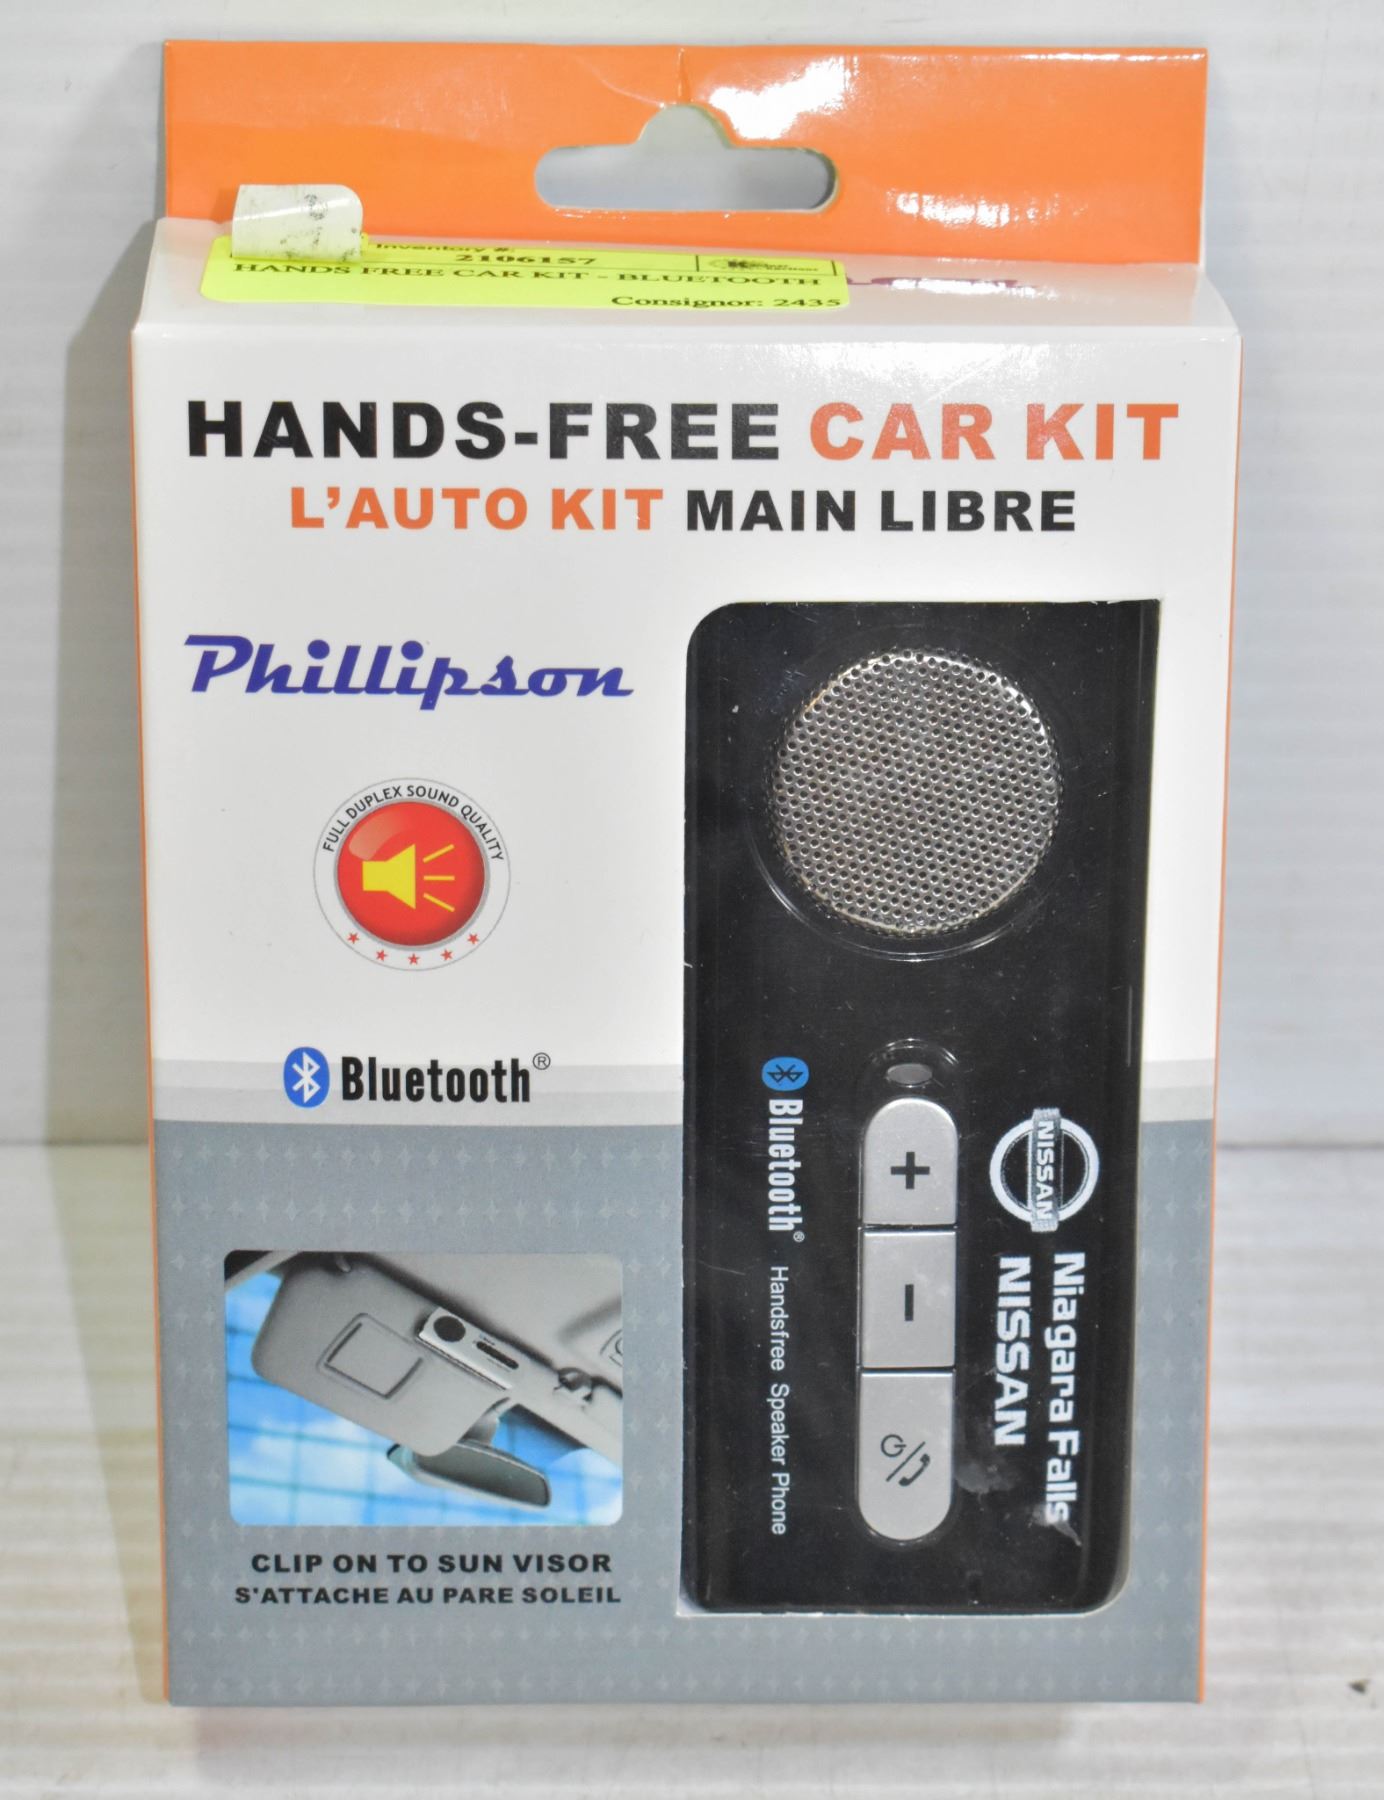 Inventory #:
2106157
HANDS FREE CAR KIT - BLUETOOTH
Consignor: 2435
HANDS-FREE CAR KIT
L'AUTO KIT MAIN LIBRE
Phillipson
FULL DUPLEX SOUND QUALITY
Bluetooth®
CLIP ON TO SUN VISOR
S'ATTACHE AU PARE SOLEIL
NISSAN
Niagara Falls
NISSAN
+
-
Bluetooth® Handsfree Speaker Phone